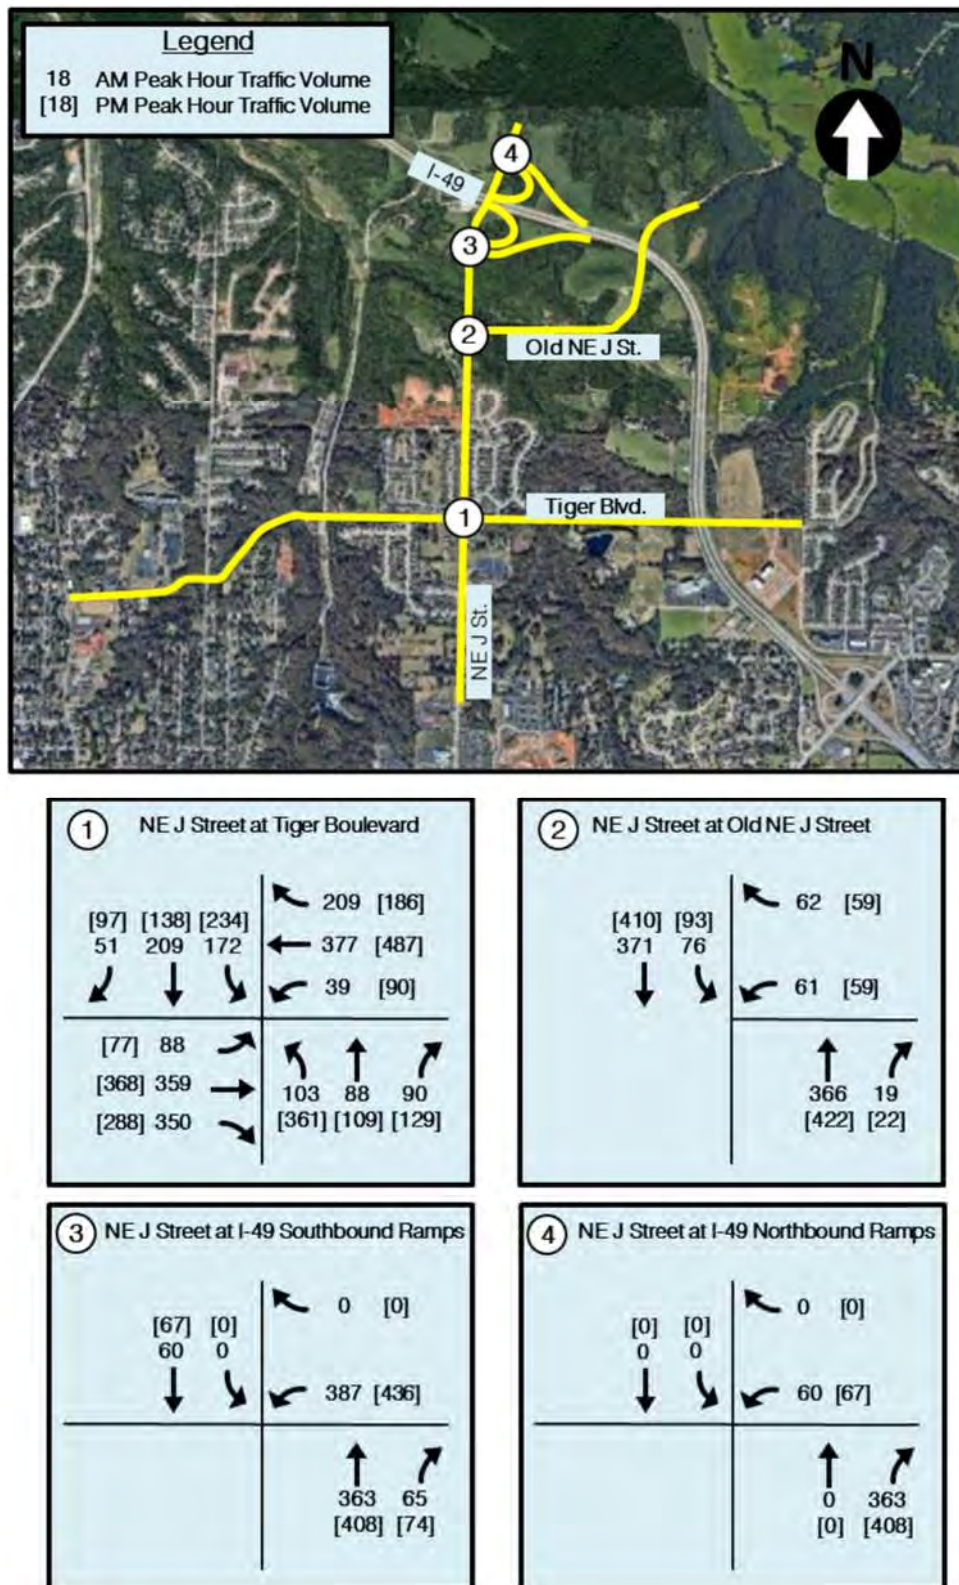 Legend
18 AM Peak Hour Traffic Volume
[18] PM Peak Hour Traffic Volume
N
4
I-49
3
2
Old NE J St.
1
Tiger Blvd.
NE J St.
1 NE J Street at Tiger Boulevard
209 [186]
[97] [138] [234]
51 209 172
377 [487]
39 [90]
[77] 88
[368] 359
[288] 350
103 88 90
[361] [109] [129]
2 NE J Street at Old NE J Street
62 [59]
[410] [93]
371 76
61 [59]
366 19
[422] [22]
3 NE J Street at I-49 Southbound Ramps
0 [0]
[67] [0]
60 0
387 [436]
363 65
[408] [74]
4 NE J Street at I-49 Northbound Ramps
0 [0]
[0] [0]
0 0
60 [67]
0 363
[0] [408]